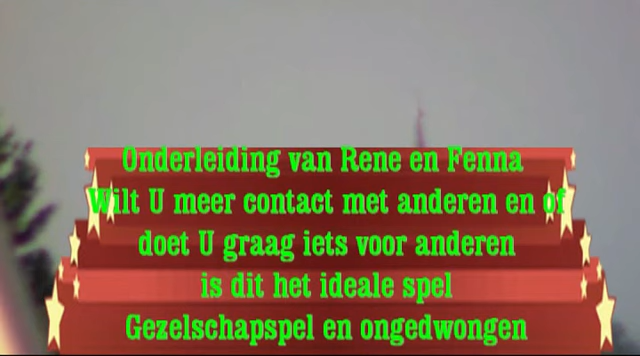 Onderleiding van Rene en Fenna
Wilt U meer contact met anderen en of
doet U graag iets voor anderen
is dit het ideale spel
Gezelschapspel en ongedwongen